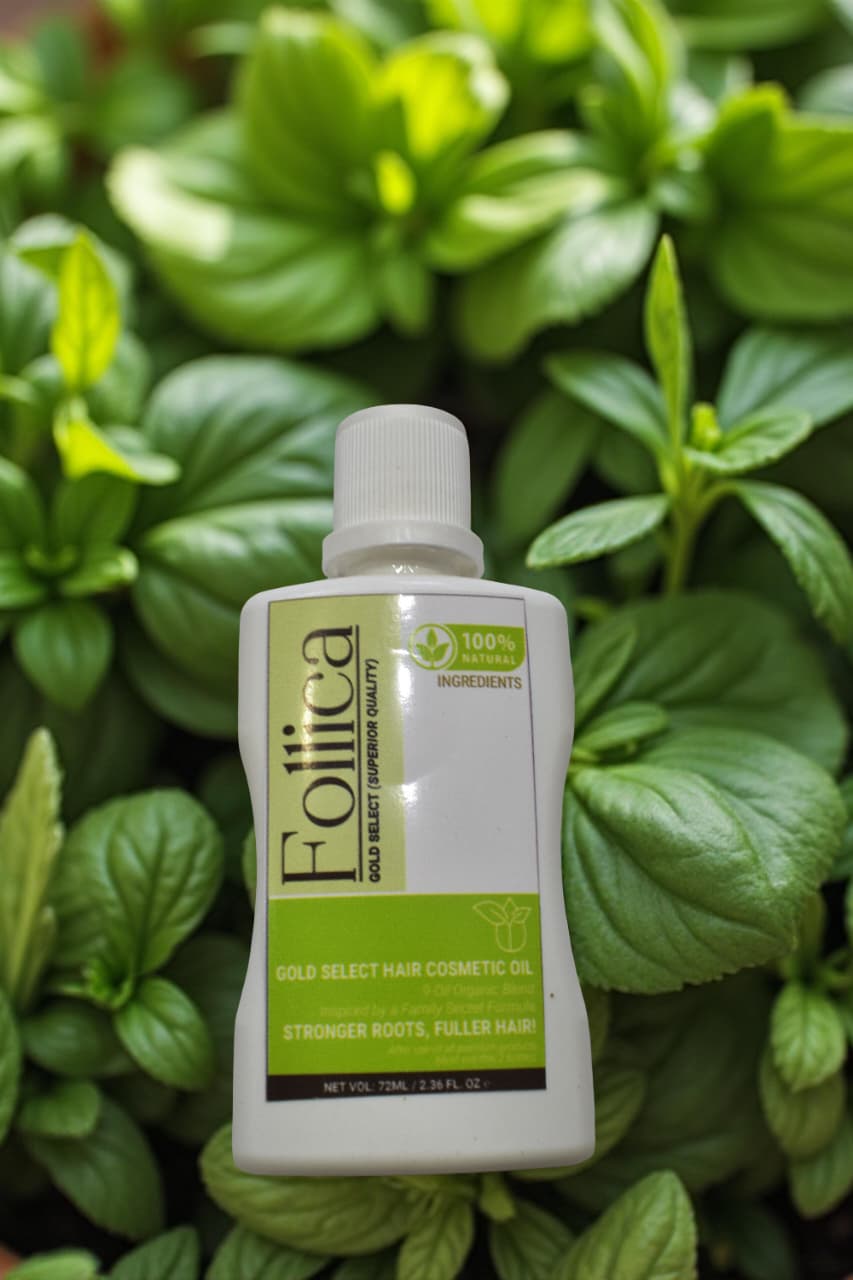 Follica
GOLD SELECT (SUPERIOR QUALITY)
100%
NATURAL
INGREDIENTS
GOLD SELECT HAIR COSMETIC OIL
9-Oil Organic Blend
Inspired by a Family Secret Formula
STRONGER ROOTS, FULLER HAIR!
NET VOL: 72ML / 2.36 FL. OZ